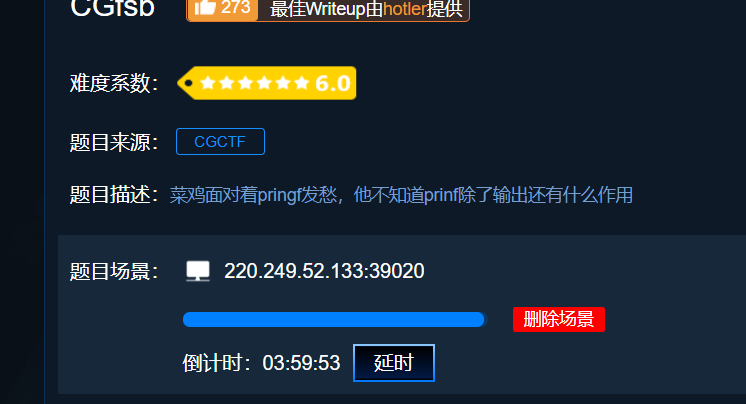 CGfsb 273 最佳Writeup由hotler提供
难度系数： 6.0
题目来源： CGCTF
题目描述：菜鸡面对着pringf发愁，他不知道prinf除了输出还有什么作用
题目场景： 220.249.52.133:39020
删除场景
倒计时：03:59:53 延时